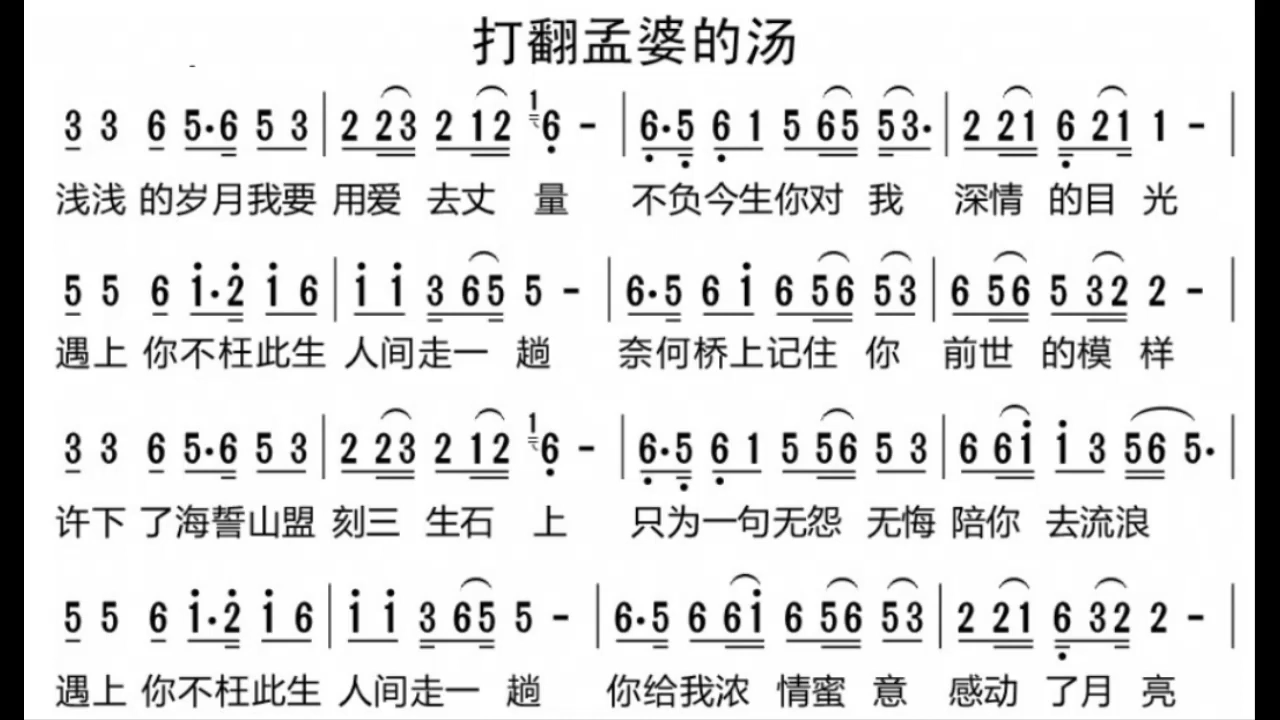 打翻孟婆的汤
3 3 6 5·6 5 3 | 2 23 2 12 1 6̣ - | 6̣·5̣ 6̣ 1 5 65 53· | 2 21 6̣ 21 1 - |
浅浅 的岁月我要 用爱 去丈 量 不负今生你对 我 深情 的目 光
5 5 6 1̇·2̇ 1̇ 6 | 1̇ 1̇ 3 65 5 - | 6·5 6 1̇ 6 56 53 | 6 56 5 32 2 - |
遇上 你不枉此生 人间走一 趟 奈何桥上记住 你 前世 的模 样
3 3 6 5·6 5 3 | 2 23 2 12 1 6̣ - | 6̣·5̣ 6̣ 1 5 56 5 3 | 6 61̇ 1̇ 3 56 5· |
许下 了海誓山盟 刻三 生石 上 只为一句无怨 无悔 陪你 去流浪
5 5 6 1̇·2̇ 1̇ 6 | 1̇ 1̇ 3 65 5 - | 6·5 6 61̇ 6 56 53 | 2 21 6̣ 32 2 - |
遇上 你不枉此生 人间走一 趟 你给我浓 情蜜 意 感动 了月 亮